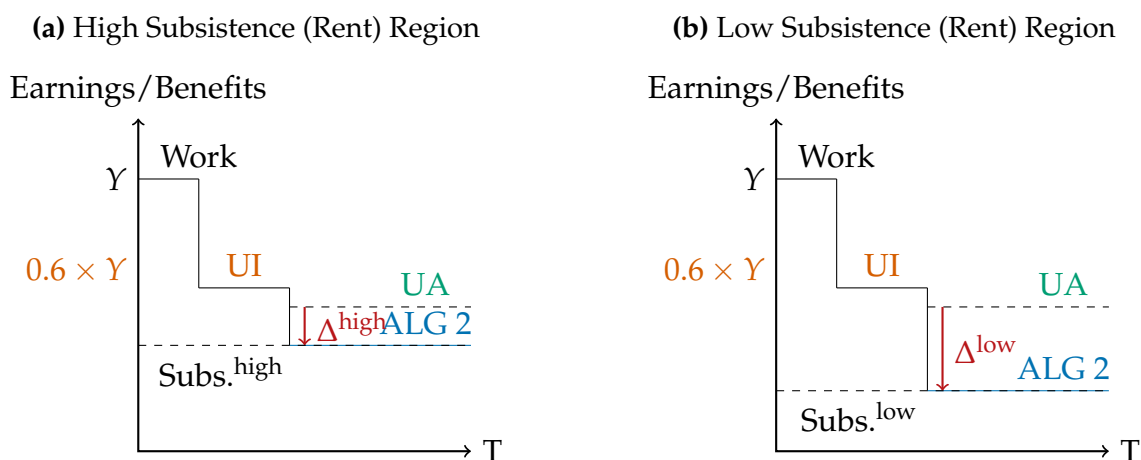 (a) High Subsistence (Rent) Region
Earnings/Benefits
Work
Y
0.6 × Y
UI
UA
Δhigh
ALG 2
Subs.high
T
(b) Low Subsistence (Rent) Region
Earnings/Benefits
Work
Y
0.6 × Y
UI
UA
Δlow
ALG 2
Subs.low
T